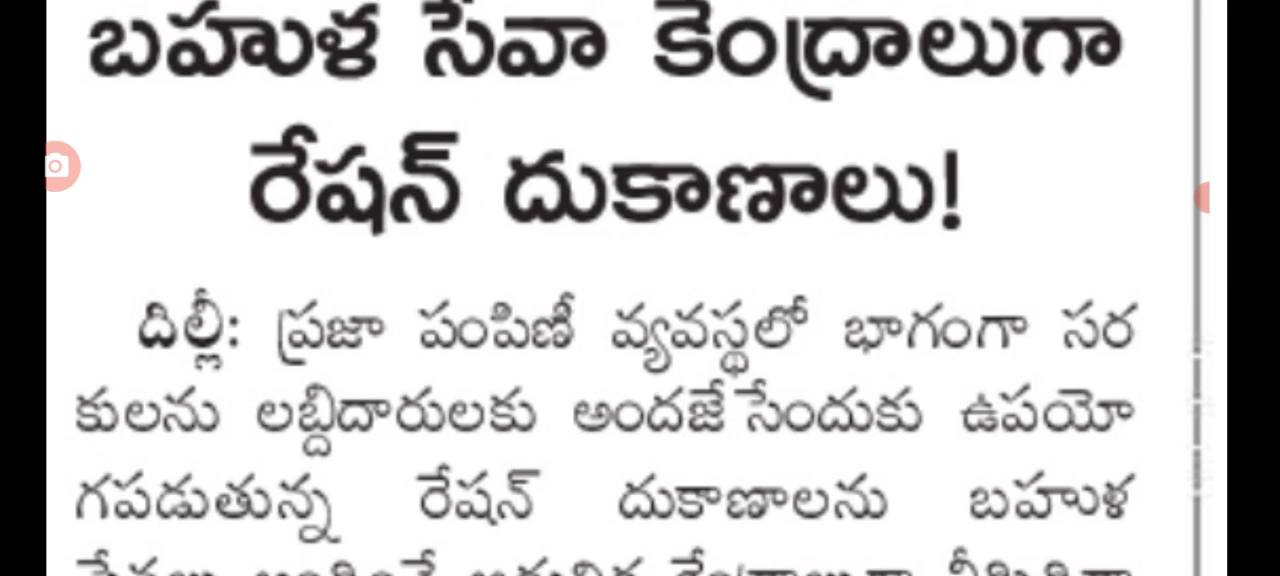 బహుళ సేవా కేంద్రాలుగా
రేషన్ దుకాణాలు!
దిల్లీ: ప్రజా పంపిణీ వ్యవస్థలో భాగంగా సర
కులను లబ్దిదారులకు అందజేసేందుకు ఉపయో
గపడుతున్న రేషన్ దుకాణాలను బహుళ